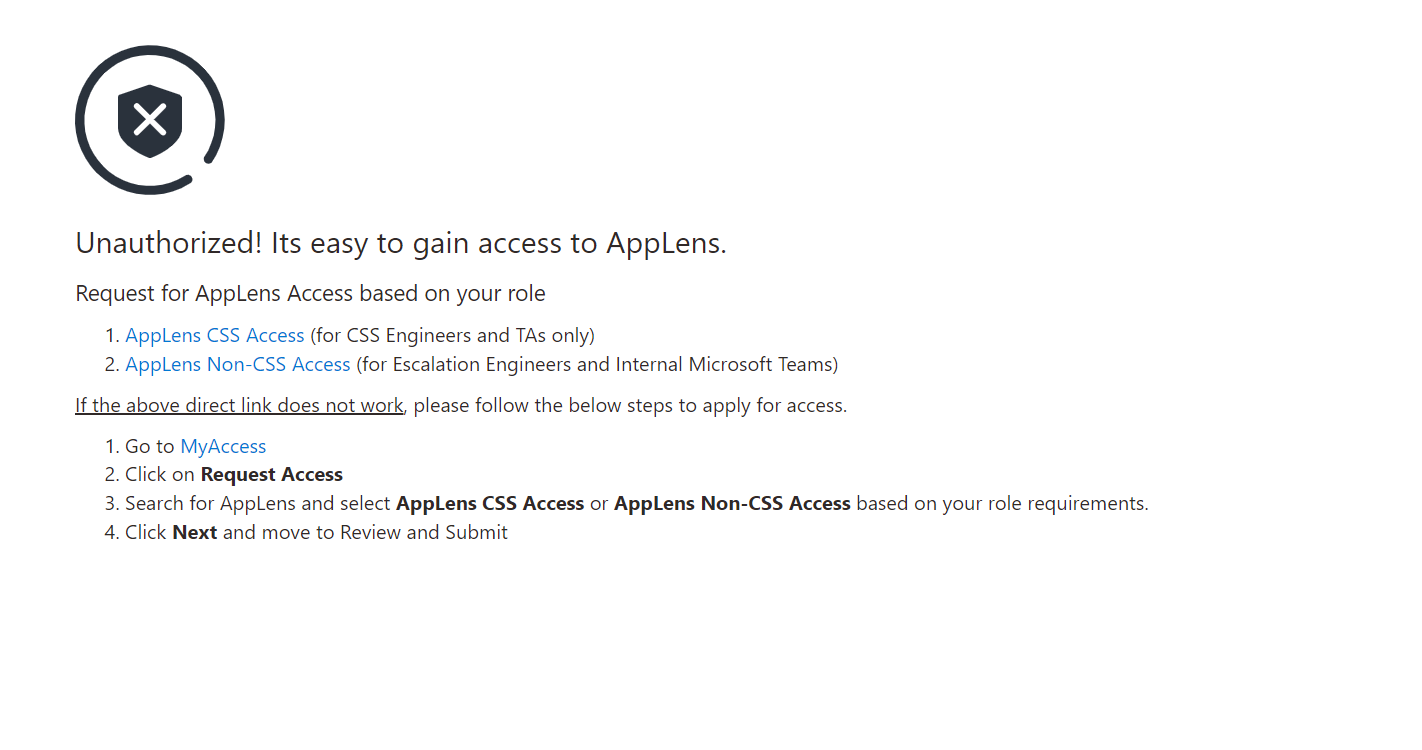 Unauthorized! Its easy to gain access to AppLens.
Request for AppLens Access based on your role
1. AppLens CSS Access (for CSS Engineers and TAs only)
2. AppLens Non-CSS Access (for Escalation Engineers and Internal Microsoft Teams)
If the above direct link does not work, please follow the below steps to apply for access.
1. Go to MyAccess
2. Click on Request Access
3. Search for AppLens and select AppLens CSS Access or AppLens Non-CSS Access based on your role requirements.
4. Click Next and move to Review and Submit